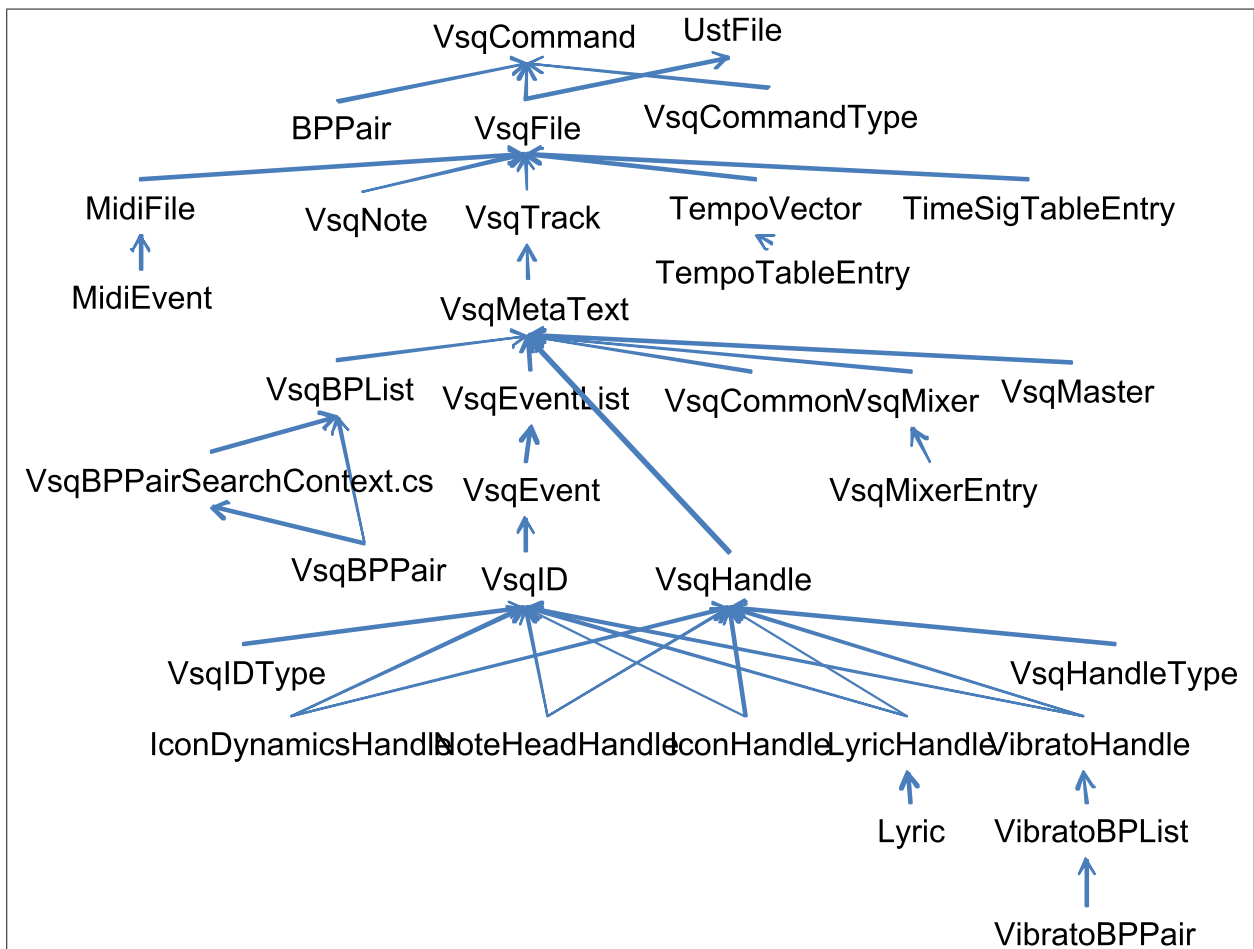 VsqCommand
UstFile
BPPair
VsqFile
VsqCommandType
MidiFile
VsqNote
VsqTrack
TempoVector
TimeSigTableEntry
MidiEvent
TempoTableEntry
VsqMetaText
VsqBPList
VsqEventList
VsqCommon
VsqMixer
VsqMaster
VsqBPPairSearchContext.cs
VsqEvent
VsqMixerEntry
VsqBPPair
VsqID
VsqHandle
VsqIDType
VsqHandleType
IconDynamicsHandle
NoteHeadHandle
IconHandle
LyricHandle
VibratoHandle
Lyric
VibratoBPList
VibratoBPPair